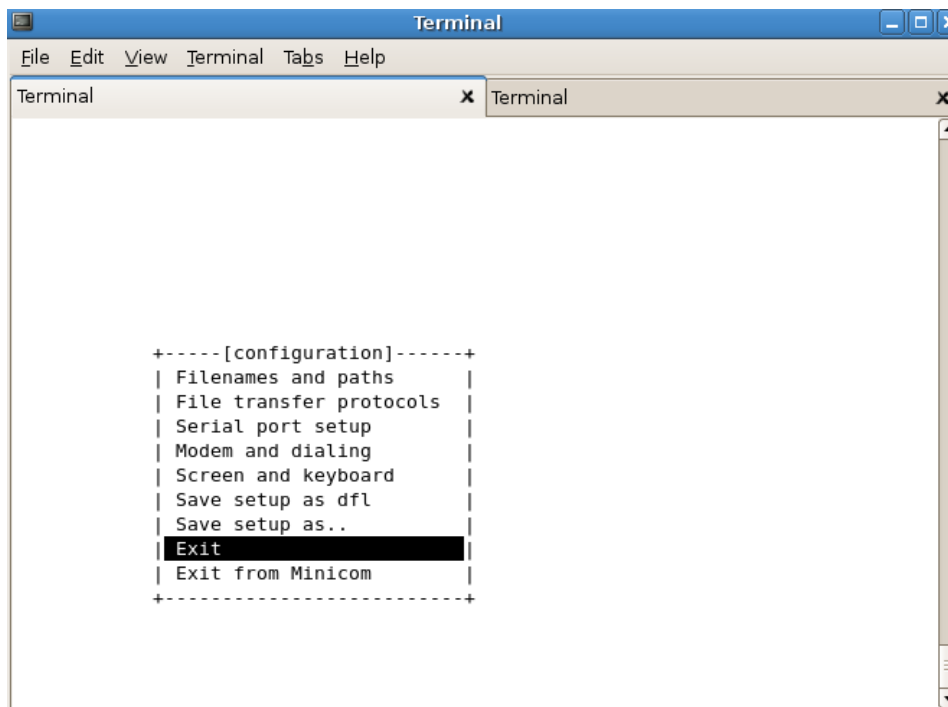 Terminal
File Edit View Terminal Tabs Help
Terminal x Terminal x
+-----[configuration]------+
| Filenames and paths |
| File transfer protocols |
| Serial port setup |
| Modem and dialing |
| Screen and keyboard |
| Save setup as dfl |
| Save setup as.. |
| Exit |
| Exit from Minicom |
+--------------------------+